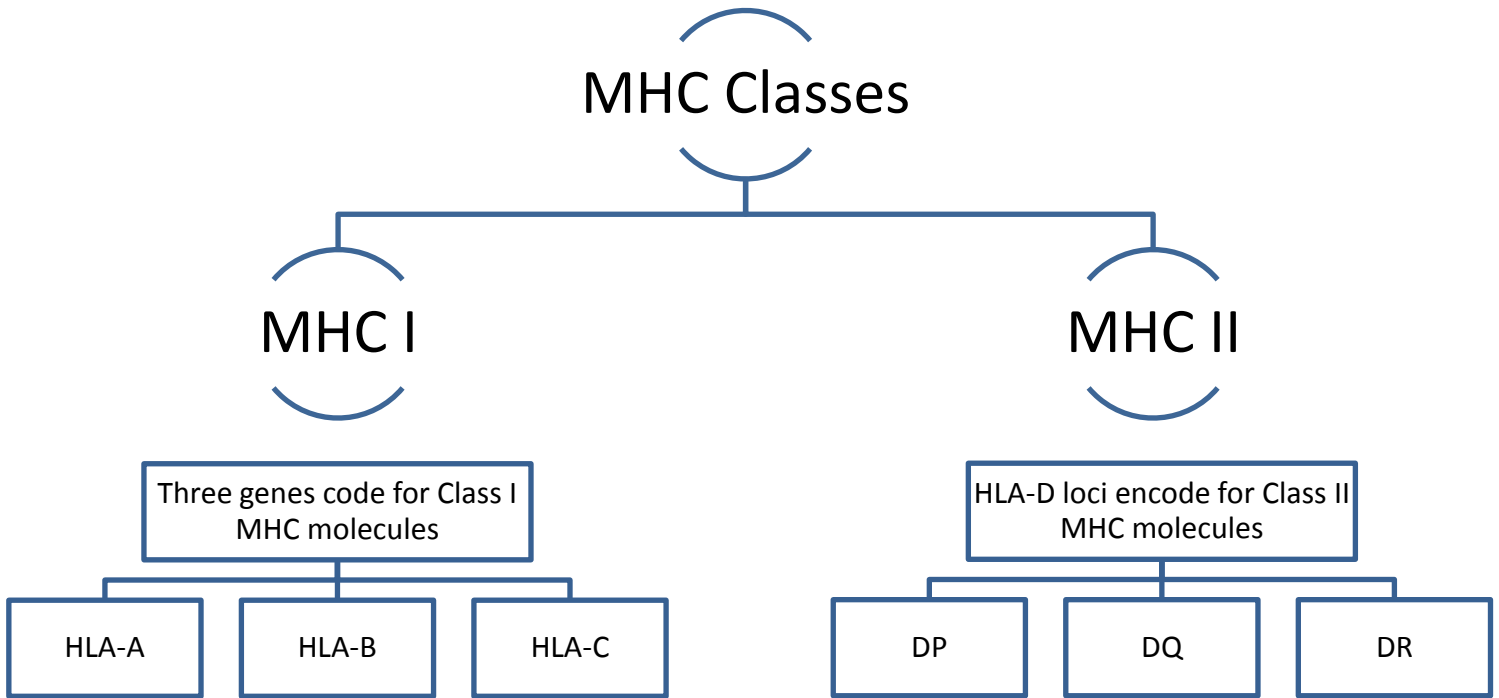 MHC Classes
MHC I
MHC II
Three genes code for Class I
MHC molecules
HLA-D loci encode for Class II
MHC molecules
HLA-A
HLA-B
HLA-C
DP
DQ
DR